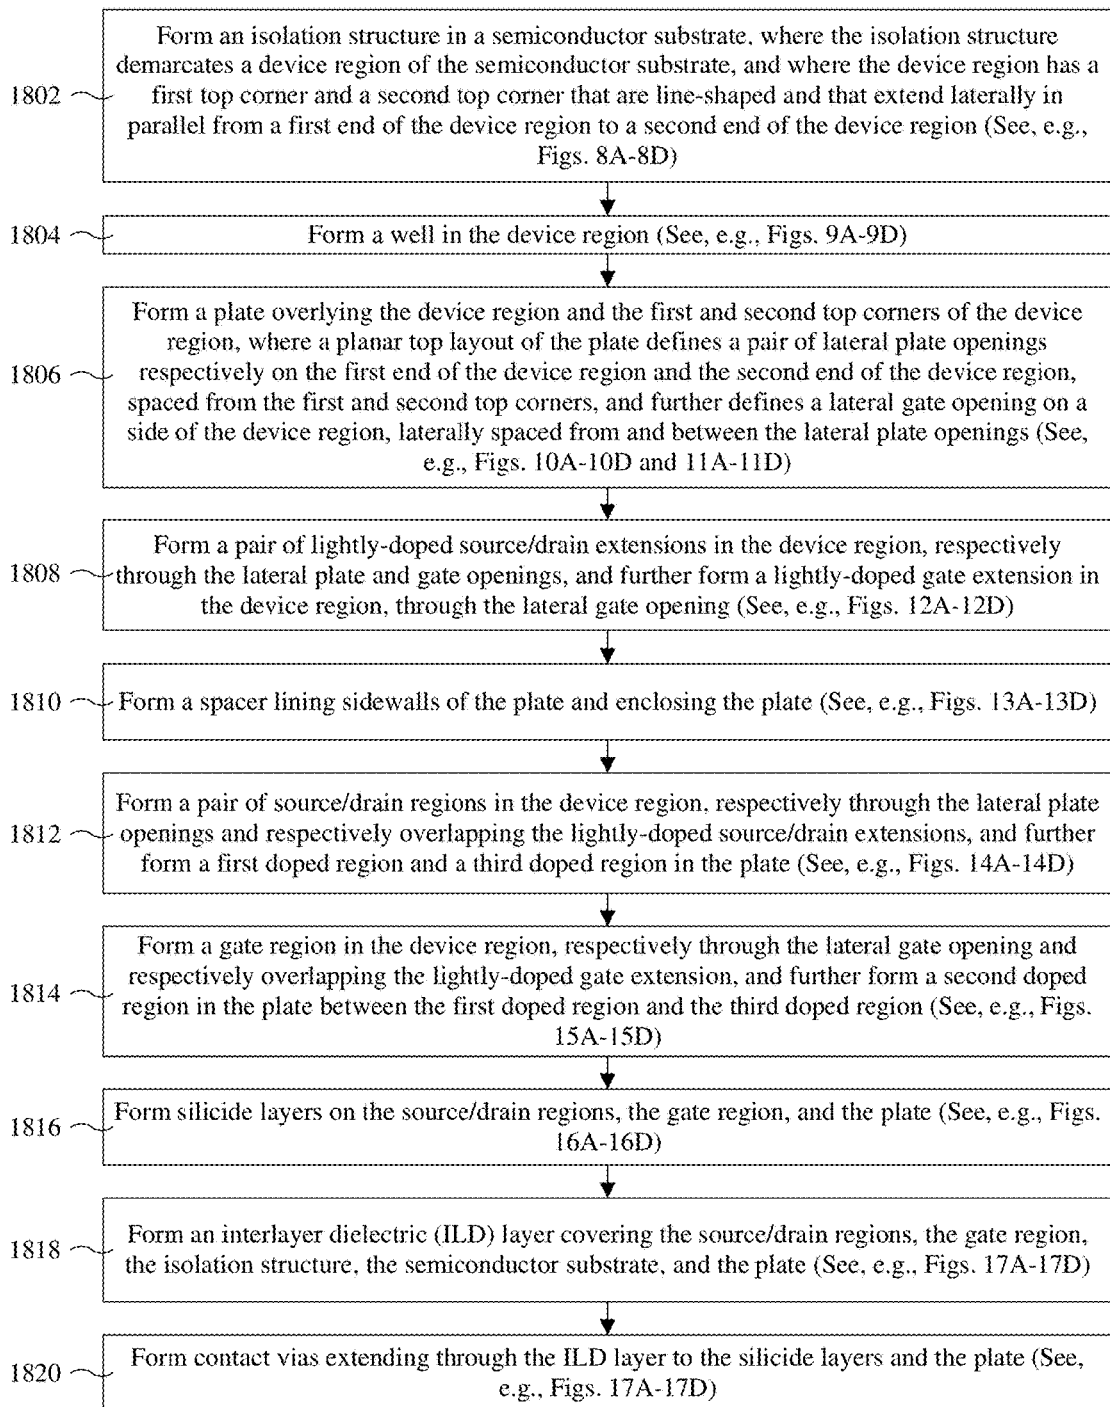 Form an isolation structure in a semiconductor substrate, where the isolation structure
demarcates a device region of the semiconductor substrate, and where the device region has a
1802
first top corner and a second top corner that are line-shaped and that extend laterally in
parallel from a first end of the device region to a second end of the device region (See, e.g.,
Figs. 8A-8D)
1804
Form a well in the device region (See, e.g., Figs. 9A-9D)
Form a plate overlying the device region and the first and second top corners of the device
region, where a planar top layout of the plate defines a pair of lateral plate openings
1806
respectively on the first end of the device region and the second end of the device region,
spaced from the first and second top corners, and further defines a lateral gate opening on a
side of the device region, laterally spaced from and between the lateral plate openings (See,
e.g., Figs. 10A-10D and 11A-11D)
Form a pair of lightly-doped source/drain extensions in the device region, respectively
1808
through the lateral plate and gate openings, and further form a lightly-doped gate extension in
the device region, through the lateral gate opening (See, e.g., Figs. 12A-12D)
1810
Form a spacer lining sidewalls of the plate and enclosing the plate (See, e.g., Figs. 13A-13D)
Form a pair of source/drain regions in the device region, respectively through the lateral plate
1812
openings and respectively overlapping the lightly-doped source/drain extensions, and further
form a first doped region and a third doped region in the plate (See, e.g., Figs. 14A-14D)
Form a gate region in the device region, respectively through the lateral gate opening and
1814
respectively overlapping the lightly-doped gate extension, and further form a second doped
region in the plate between the first doped region and the third doped region (See, e.g., Figs.
15A-15D)
1816
Form silicide layers on the source/drain regions, the gate region, and the plate (See, e.g., Figs.
16A-16D)
1818
Form an interlayer dielectric (ILD) layer covering the source/drain regions, the gate region,
the isolation structure, the semiconductor substrate, and the plate (See, e.g., Figs. 17A-17D)
1820
Form contact vias extending through the ILD layer to the silicide layers and the plate (See,
e.g., Figs. 17A-17D)